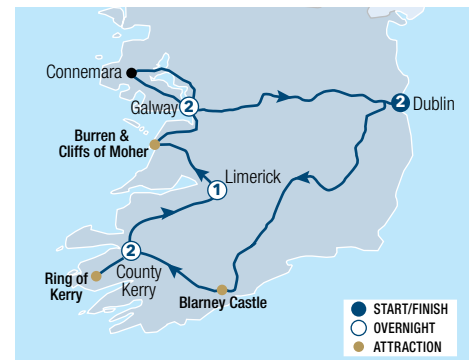 Connemara
Galway
2
2
Dublin
Burren &
Cliffs of Moher
Limerick
1
2
County
Kerry
Ring of
Kerry
Blarney Castle
START/FINISH
OVERNIGHT
ATTRACTION